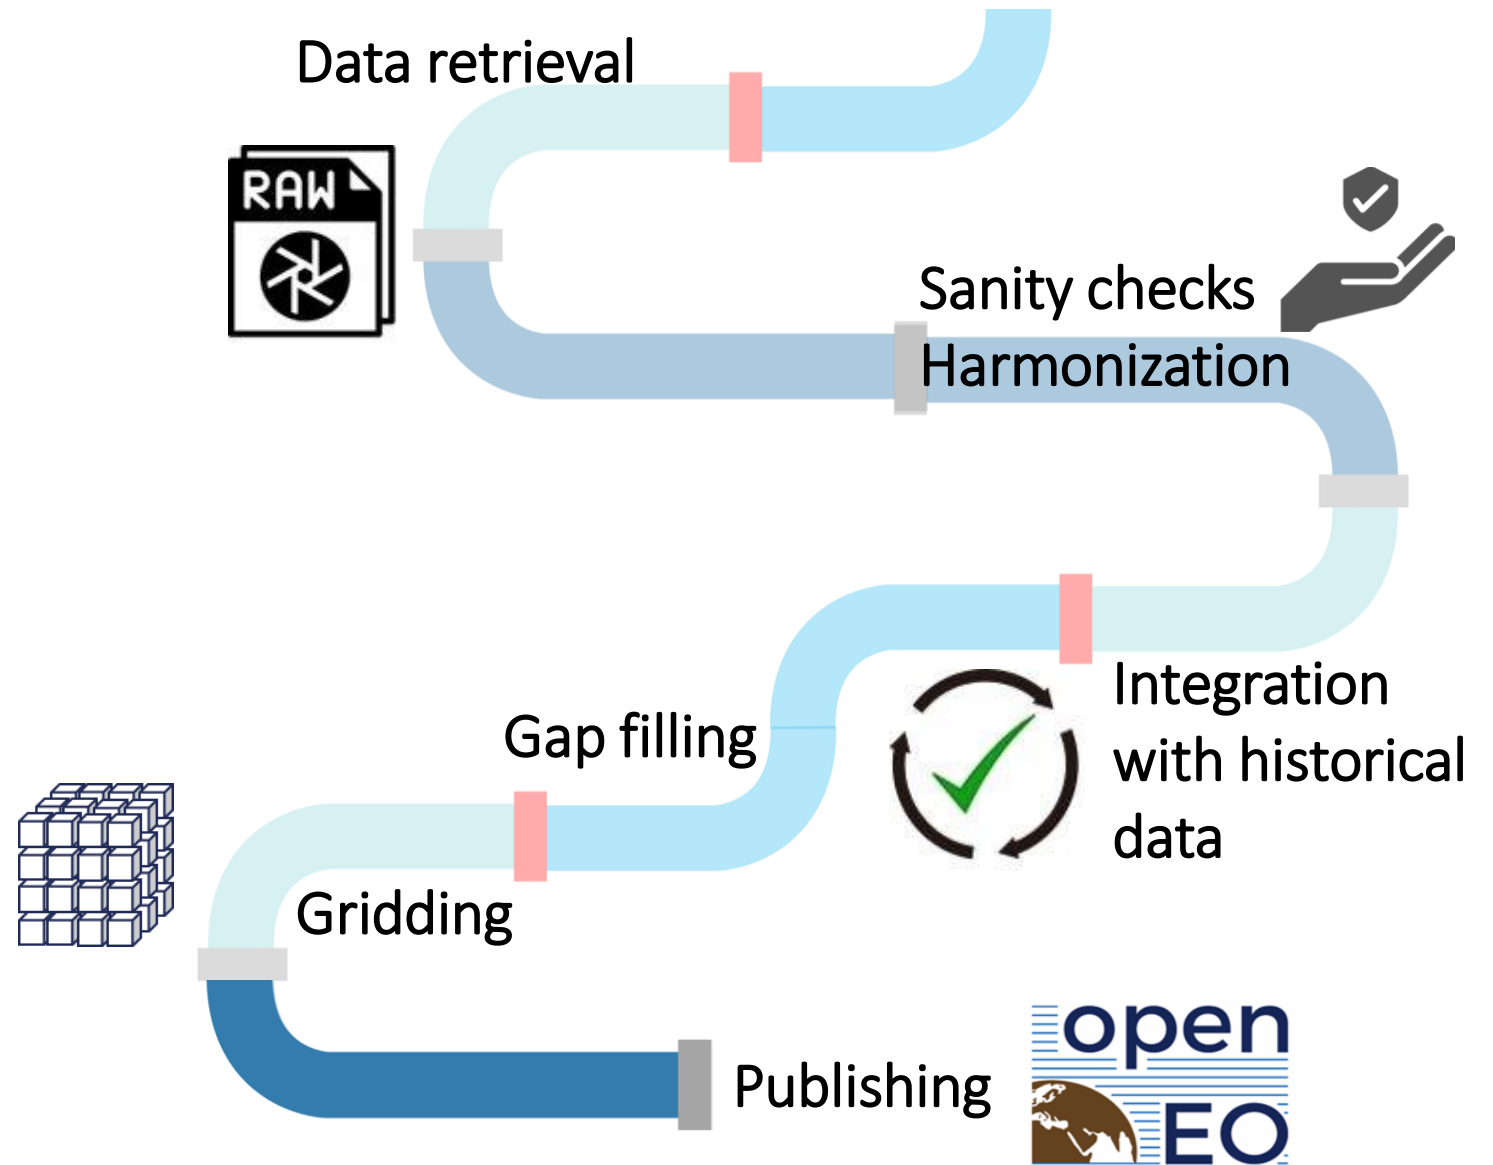 Data retrieval
RAW
Sanity checks
Harmonization
Integration
with historical
data
Gap filling
Gridding
Publishing
open
EO